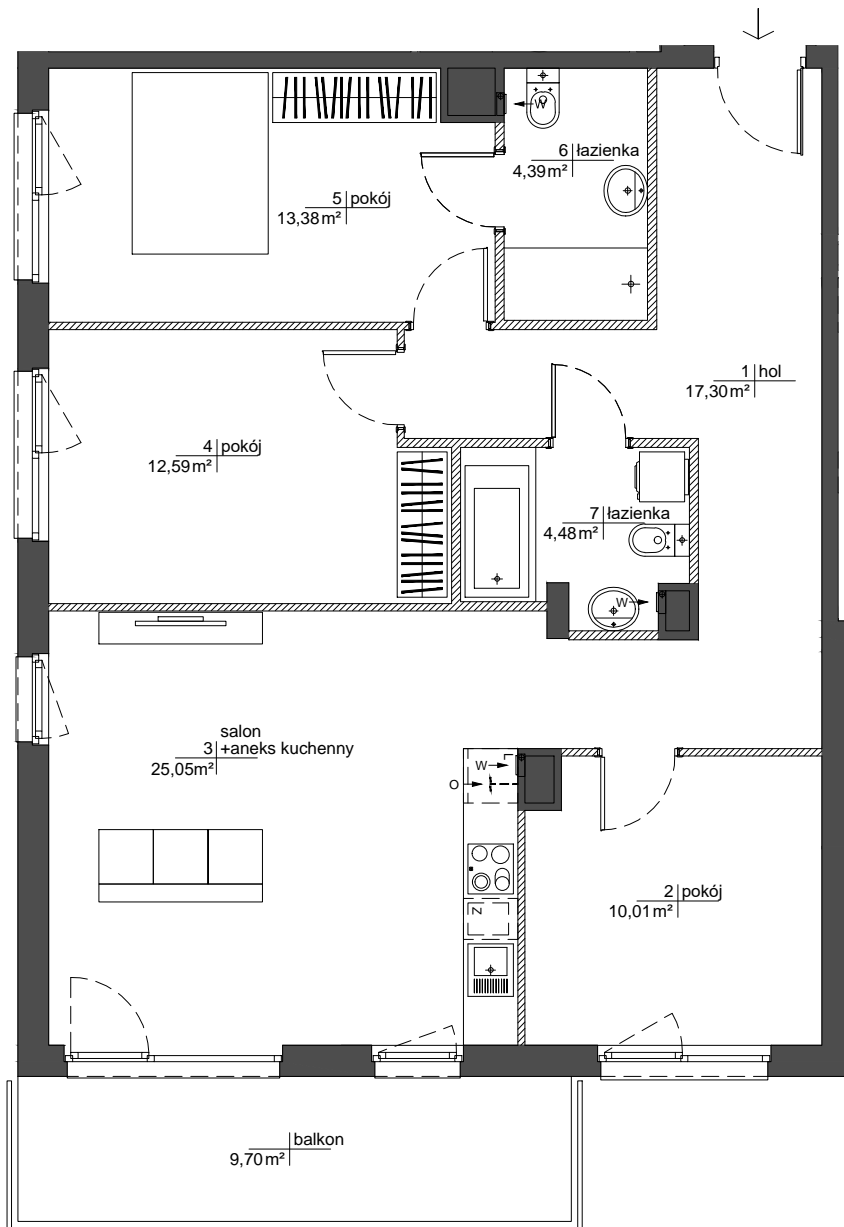 W
6 łazienka
4,39 m²
5 pokój
13,38 m²
1 hol
17,30 m²
4 pokój
12,59 m²
7 łazienka
4,48 m²
W
salon
3 +aneks kuchenny
25,05 m²
W
O
2 pokój
10,01 m²
Z
balkon
9,70 m²